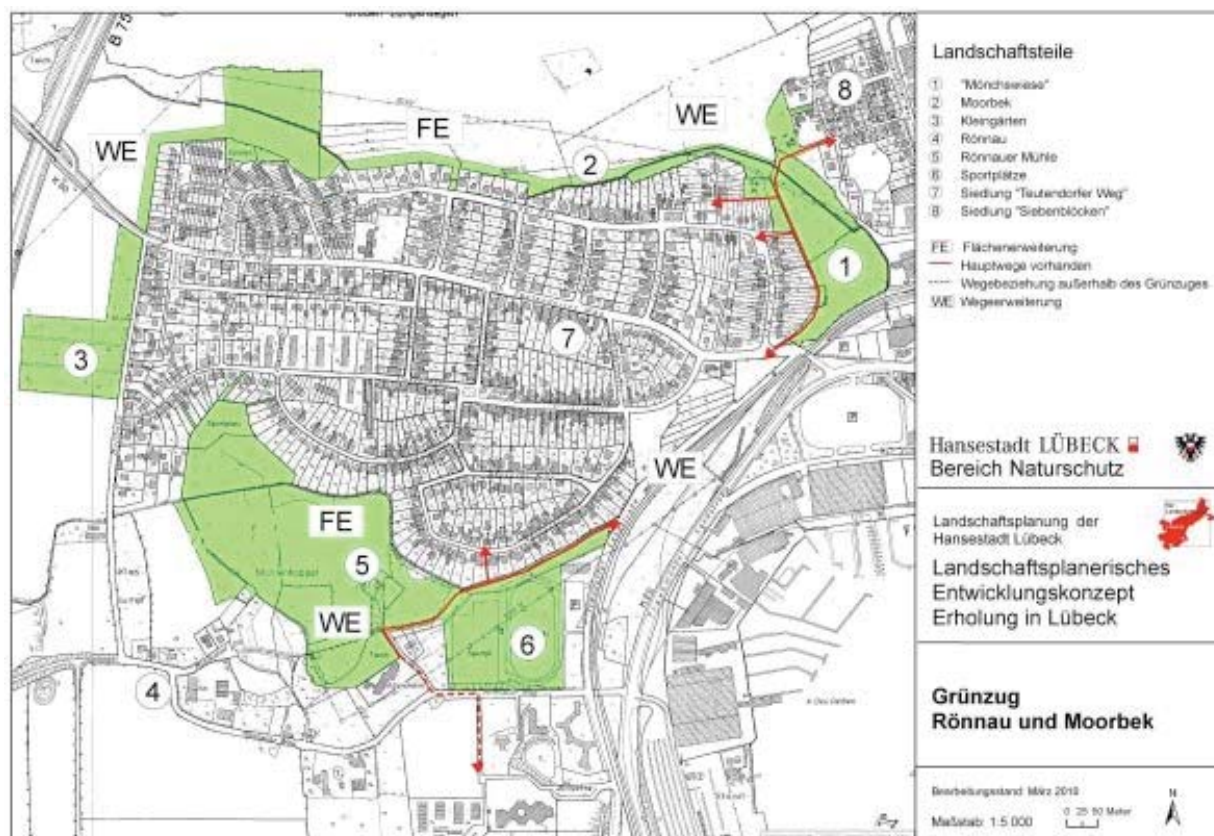 B 75
WE
FE
WE
8
2
3
1
7
WE
FE
5
WE
6
4
Landschaftsteile
① "Mönchswiese"
② Moorbek
③ Kleingärten
④ Rönnau
⑤ Rönnauer Mühle
⑥ Sportplätze
⑦ Siedlung "Teutendorfer Weg"
⑧ Siedlung "Siebenblöcken"
FE Flächenerweiterung
Hauptwege vorhanden
Wegebeziehung außerhalb des Grünzuges
WE Wegeerweiterung
Hansestadt LÜBECK
Bereich Naturschutz
Landschaftsplanung der
Hansestadt Lübeck
Landschaftsplanerisches
Entwicklungskonzept
Erholung in Lübeck
Grünzug
Rönnau und Moorbek
Bearbeitungsstand: März 2010
Maßstab: 1:5.000
0 25 50 Meter
N